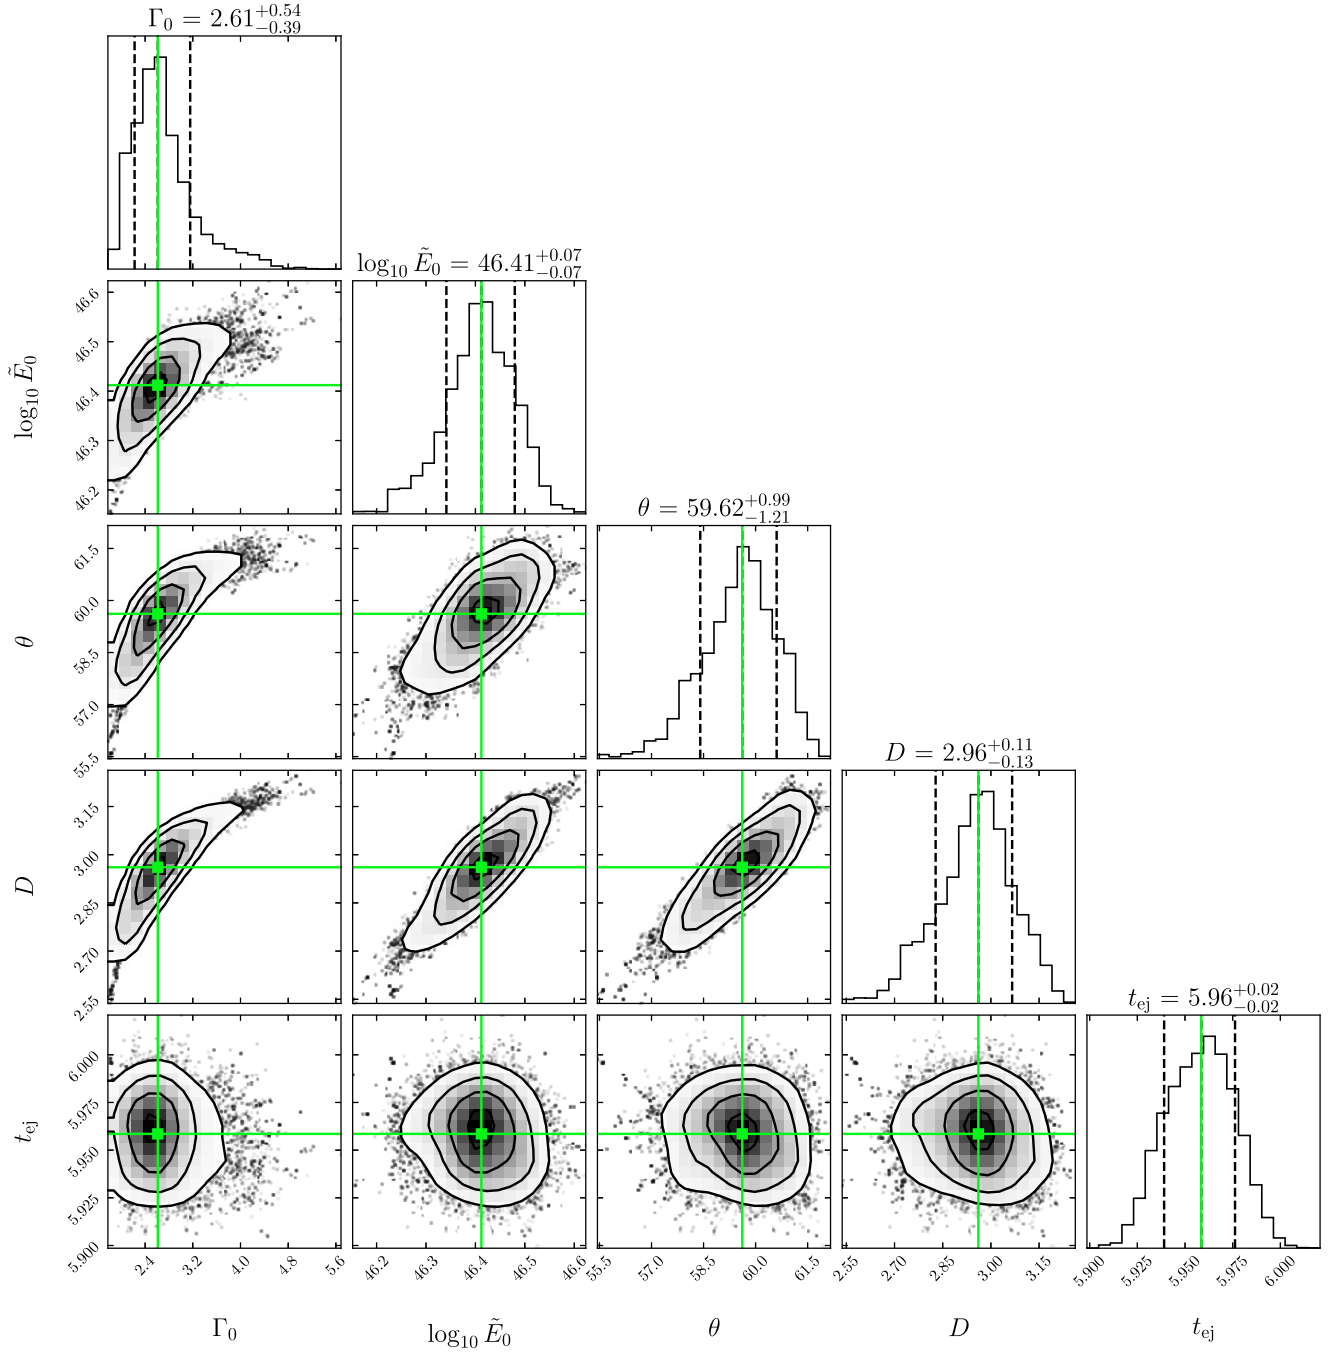 Γ₀ = 2.61⁺⁰·⁵⁴₋₀.₃₉
log₁₀ Ẽ₀ = 46.41⁺⁰·⁰⁷₋₀.₀₇
46.6
46.5
46.4
46.3
46.2
log₁₀ Ẽ₀
θ = 59.62⁺⁰·⁹⁹₋₁.₂₁
61.5
60.0
58.5
57.0
55.5
θ
D = 2.96⁺⁰·¹¹₋₀.₁₃
3.15
3.00
2.85
2.70
2.55
D
t_ej = 5.96⁺⁰·⁰²₋₀.₀₂
6.000
5.975
5.950
5.925
5.900
t_ej
2.4 3.2 4.0 4.8 5.6 46.2 46.3 46.4 46.5 46.6 55.5 57.0 58.5 60.0 61.5 2.55 2.70 2.85 3.00 3.15 5.900 5.925 5.950 5.975 6.000
Γ₀ log₁₀ Ẽ₀ θ D t_ej